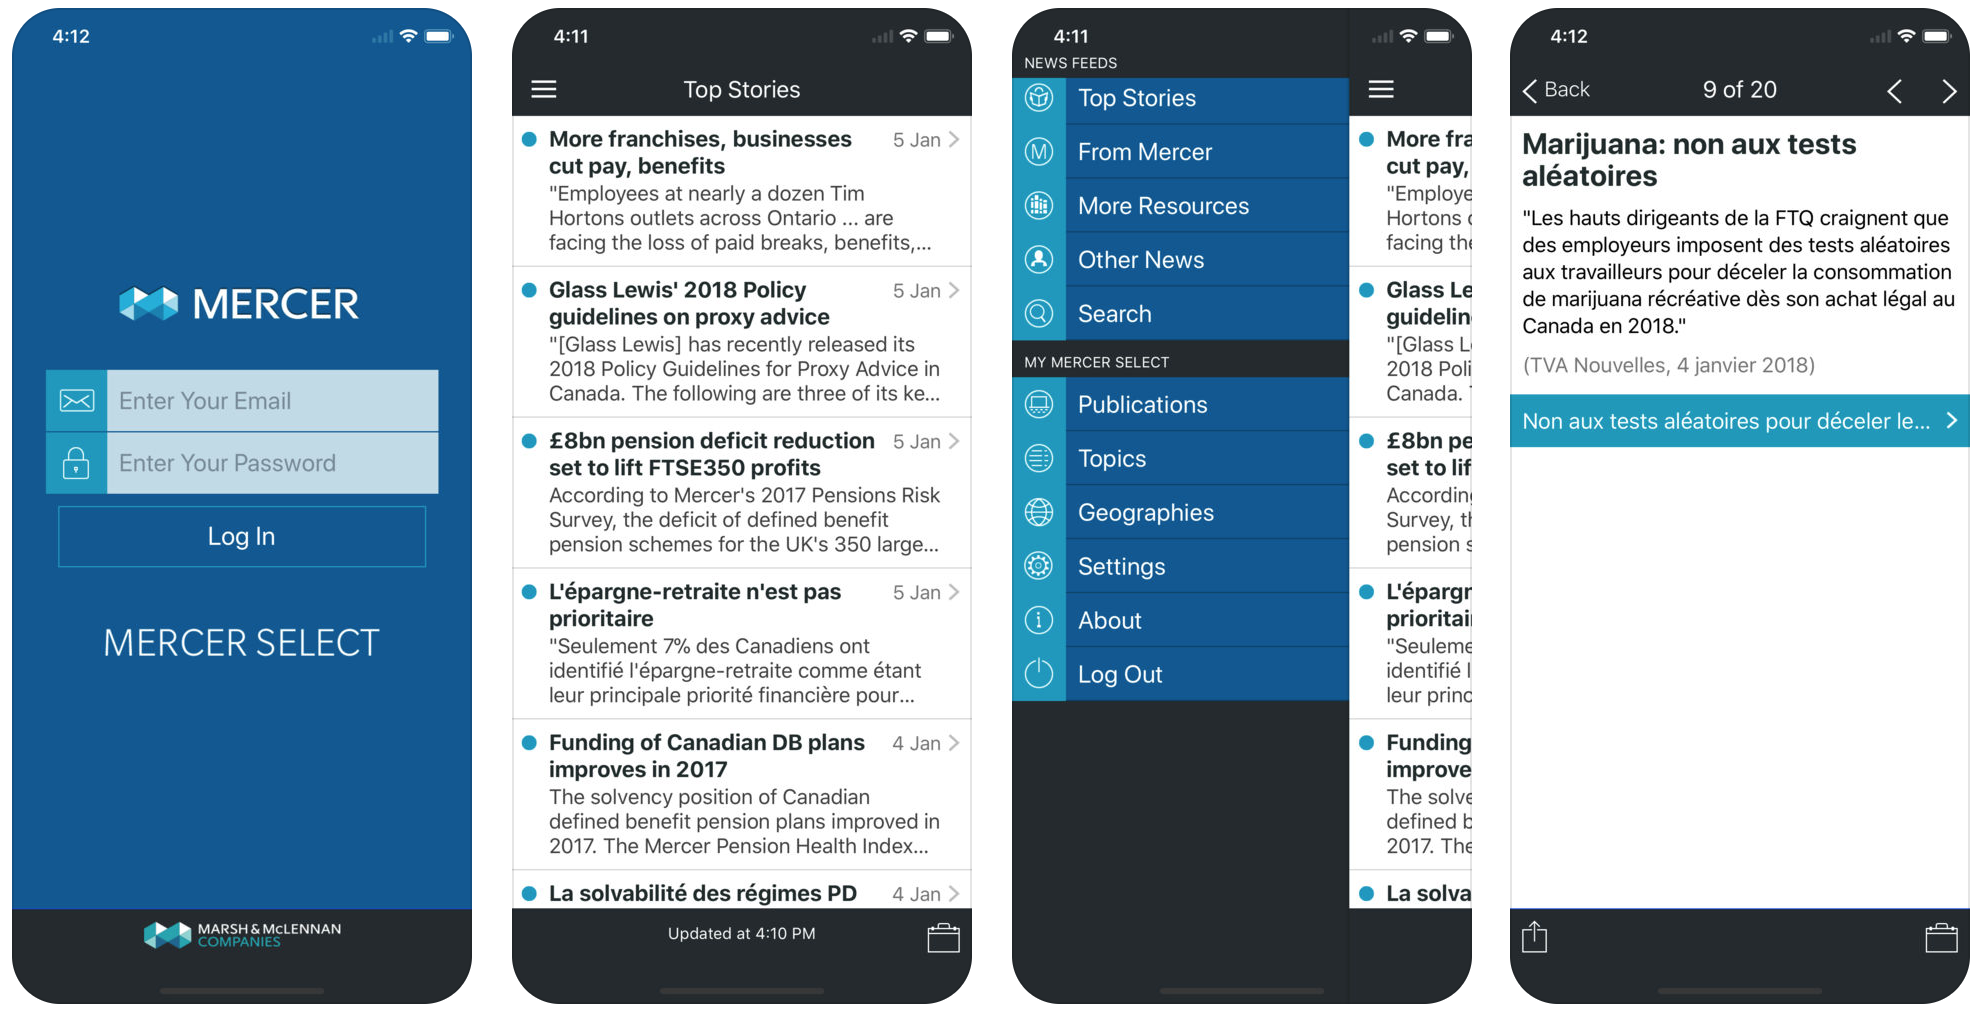 4:12
MERCER
Enter Your Email
Enter Your Password
Log In
MERCER SELECT
MARSH & McLENNAN
COMPANIES
4:11
Top Stories
More franchises, businesses
cut pay, benefits
5 Jan
"Employees at nearly a dozen Tim
Hortons outlets across Ontario ... are
facing the loss of paid breaks, benefits,...
Glass Lewis' 2018 Policy
guidelines on proxy advice
5 Jan
"[Glass Lewis] has recently released its
2018 Policy Guidelines for Proxy Advice in
Canada. The following are three of its ke...
£8bn pension deficit reduction
set to lift FTSE350 profits
5 Jan
According to Mercer's 2017 Pensions Risk
Survey, the deficit of defined benefit
pension schemes for the UK's 350 large...
L'épargne-retraite n'est pas
prioritaire
5 Jan
"Seulement 7% des Canadiens ont
identifié l'épargne-retraite comme étant
leur principale priorité financière pour...
Funding of Canadian DB plans
improves in 2017
4 Jan
The solvency position of Canadian
defined benefit pension plans improved in
2017. The Mercer Pension Health Index...
La solvabilité des régimes PD
4 Jan
Updated at 4:10 PM
4:11
NEWS FEEDS
Top Stories
M
From Mercer
More Resources
Other News
Search
MY MERCER SELECT
Publications
Topics
Geographies
Settings
About
Log Out
More fra
cut pay,
"Employe
Hortons o
facing the
Glass Le
guidelin
"[Glass L
2018 Poli
Canada. T
£8bn pe
set to lif
According
Survey, th
pension s
L'épargn
prioritai
"Seuleme
identifié l
leur princ
Funding
improve
The solve
defined b
2017. The
La solva
4:12
Back
9 of 20
Marijuana: non aux tests
aléatoires
"Les hauts dirigeants de la FTQ craignent que
des employeurs imposent des tests aléatoires
aux travailleurs pour déceler la consommation
de marijuana récréative dès son achat légal au
Canada en 2018."
(TVA Nouvelles, 4 janvier 2018)
Non aux tests aléatoires pour déceler le...